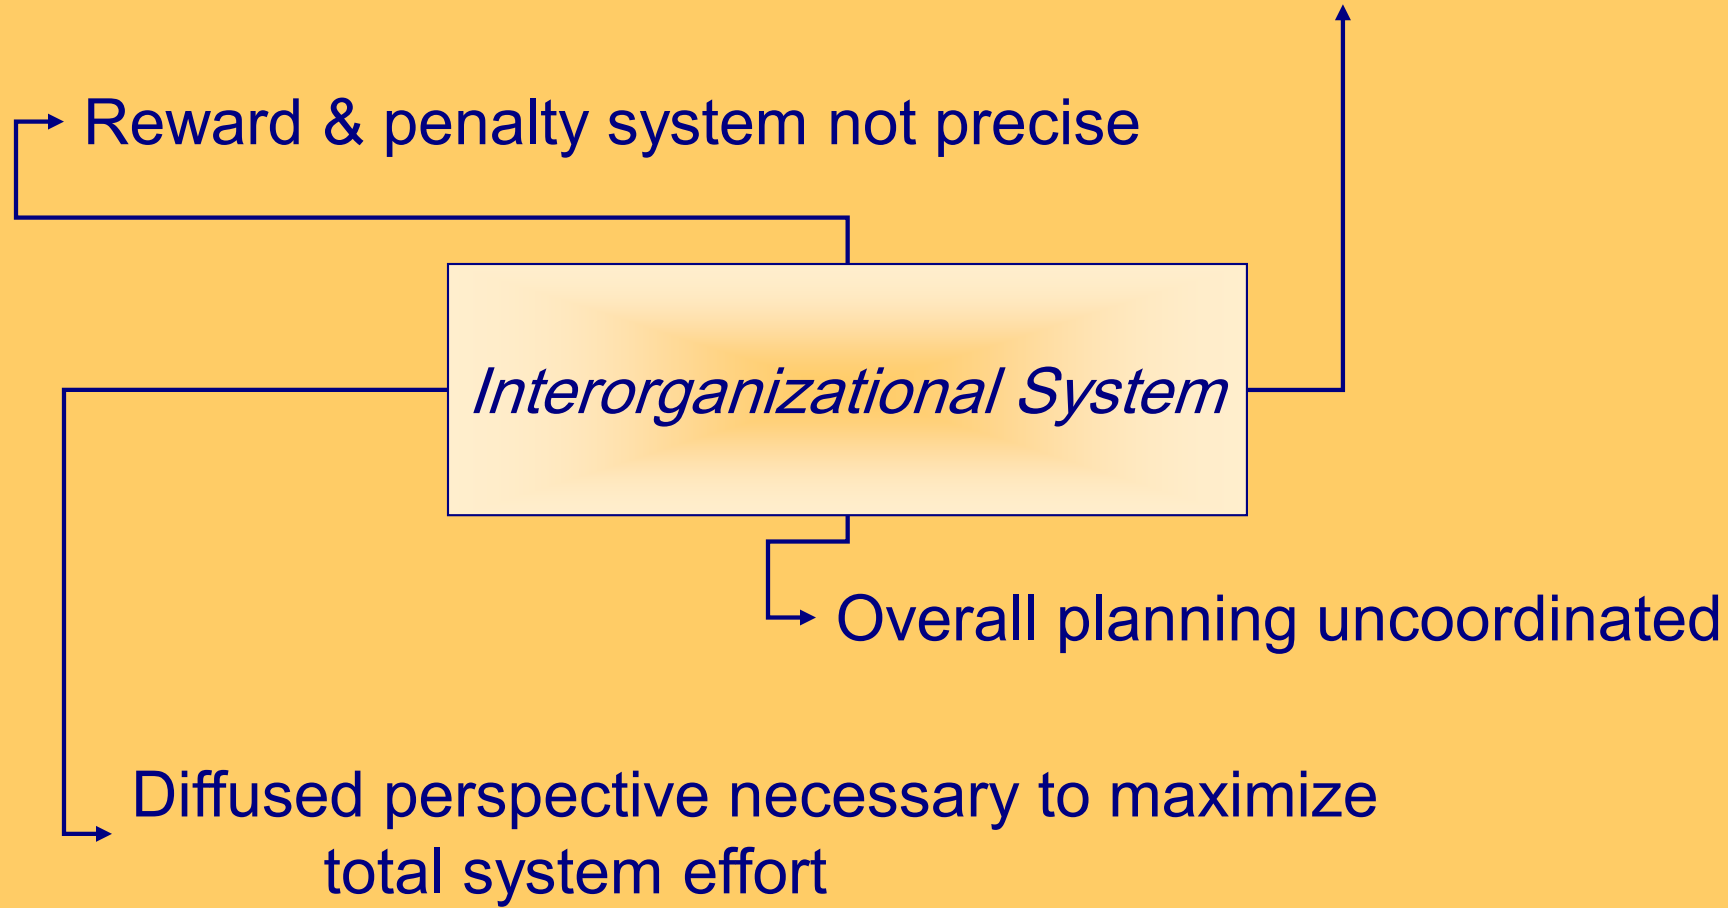 Reward & penalty system not precise
Interorganizational System
Overall planning uncoordinated
Diffused perspective necessary to maximize
total system effort